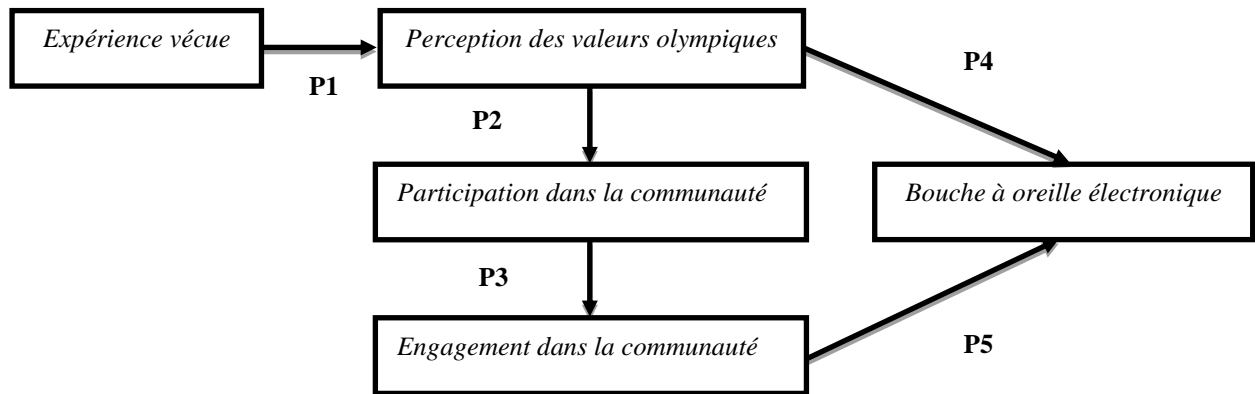 Expérience vécue
Perception des valeurs olympiques
P1
P4
P2
Participation dans la communauté
Bouche à oreille électronique
P3
Engagement dans la communauté
P5